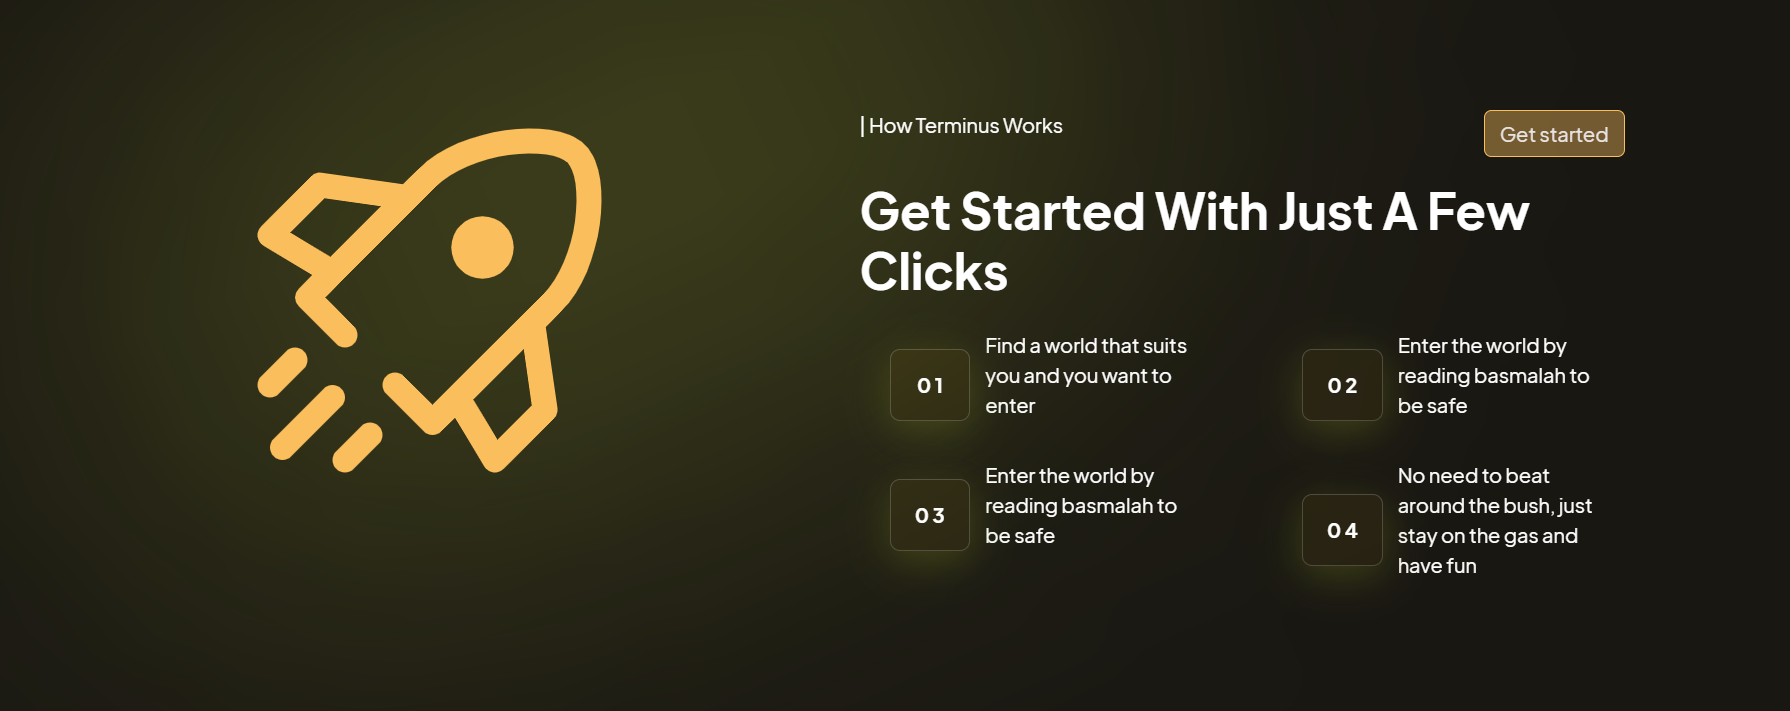 | How Terminus Works
Get started
Get Started With Just A Few
Clicks
01
Find a world that suits
you and you want to
enter
02
Enter the world by
reading basmalah to
be safe
03
Enter the world by
reading basmalah to
be safe
04
No need to beat
around the bush, just
stay on the gas and
have fun